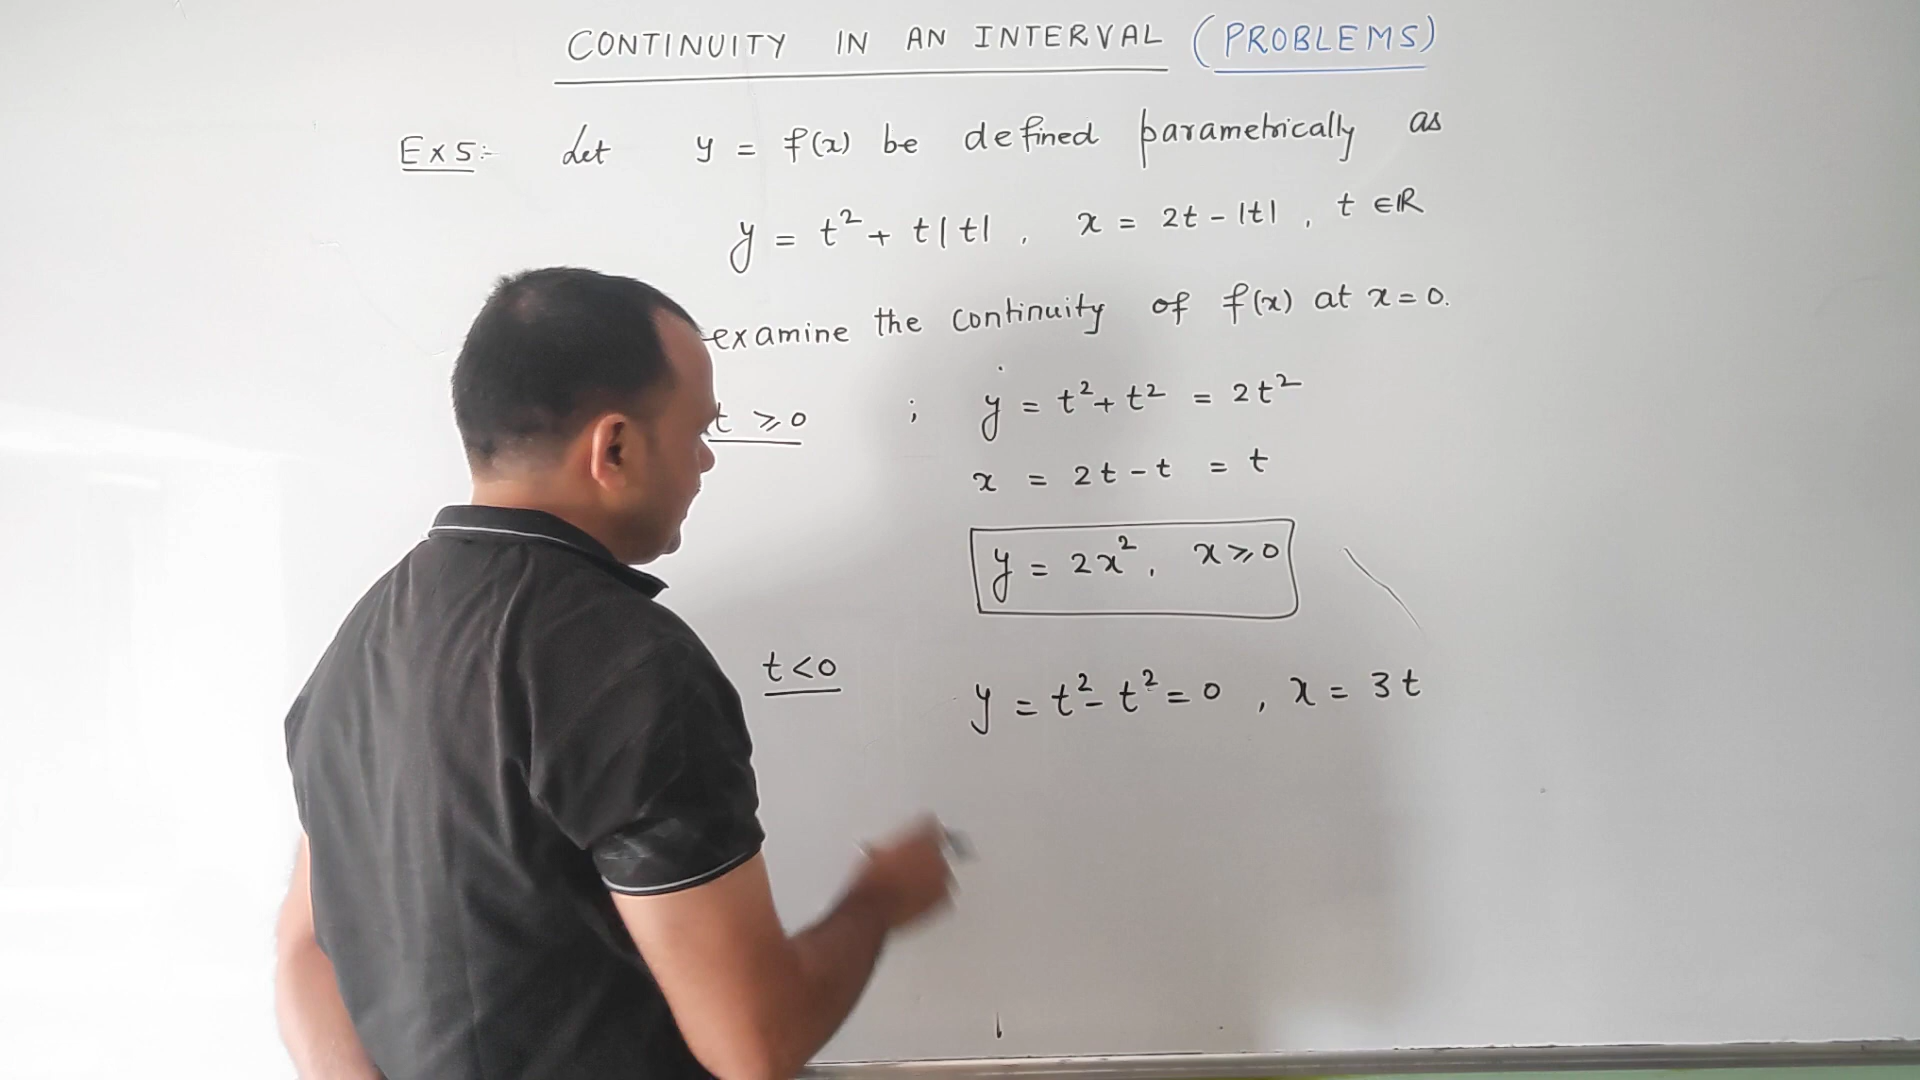 CONTINUITY IN AN INTERVAL (PROBLEMS)
Ex5:- Let y = f(x) be defined parametrically as
y = t² + t|t| , x = 2t - |t| , t ∈ ℝ
examine the continuity of f(x) at x = 0.
t ⩾ 0 ; y = t² + t² = 2t²
x = 2t - t = t
y = 2x² , x ⩾ 0
t < 0 y = t² - t² = 0 , x = 3t